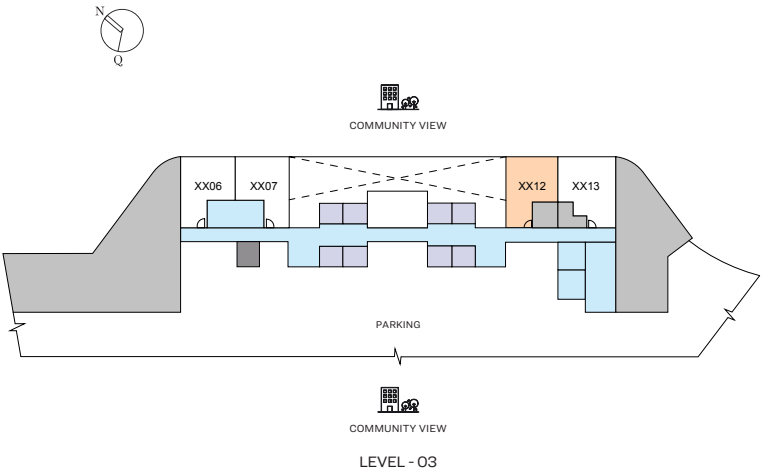 N
Q
COMMUNITY VIEW
XX06
XX07
XX12
XX13
PARKING
COMMUNITY VIEW
LEVEL - 03